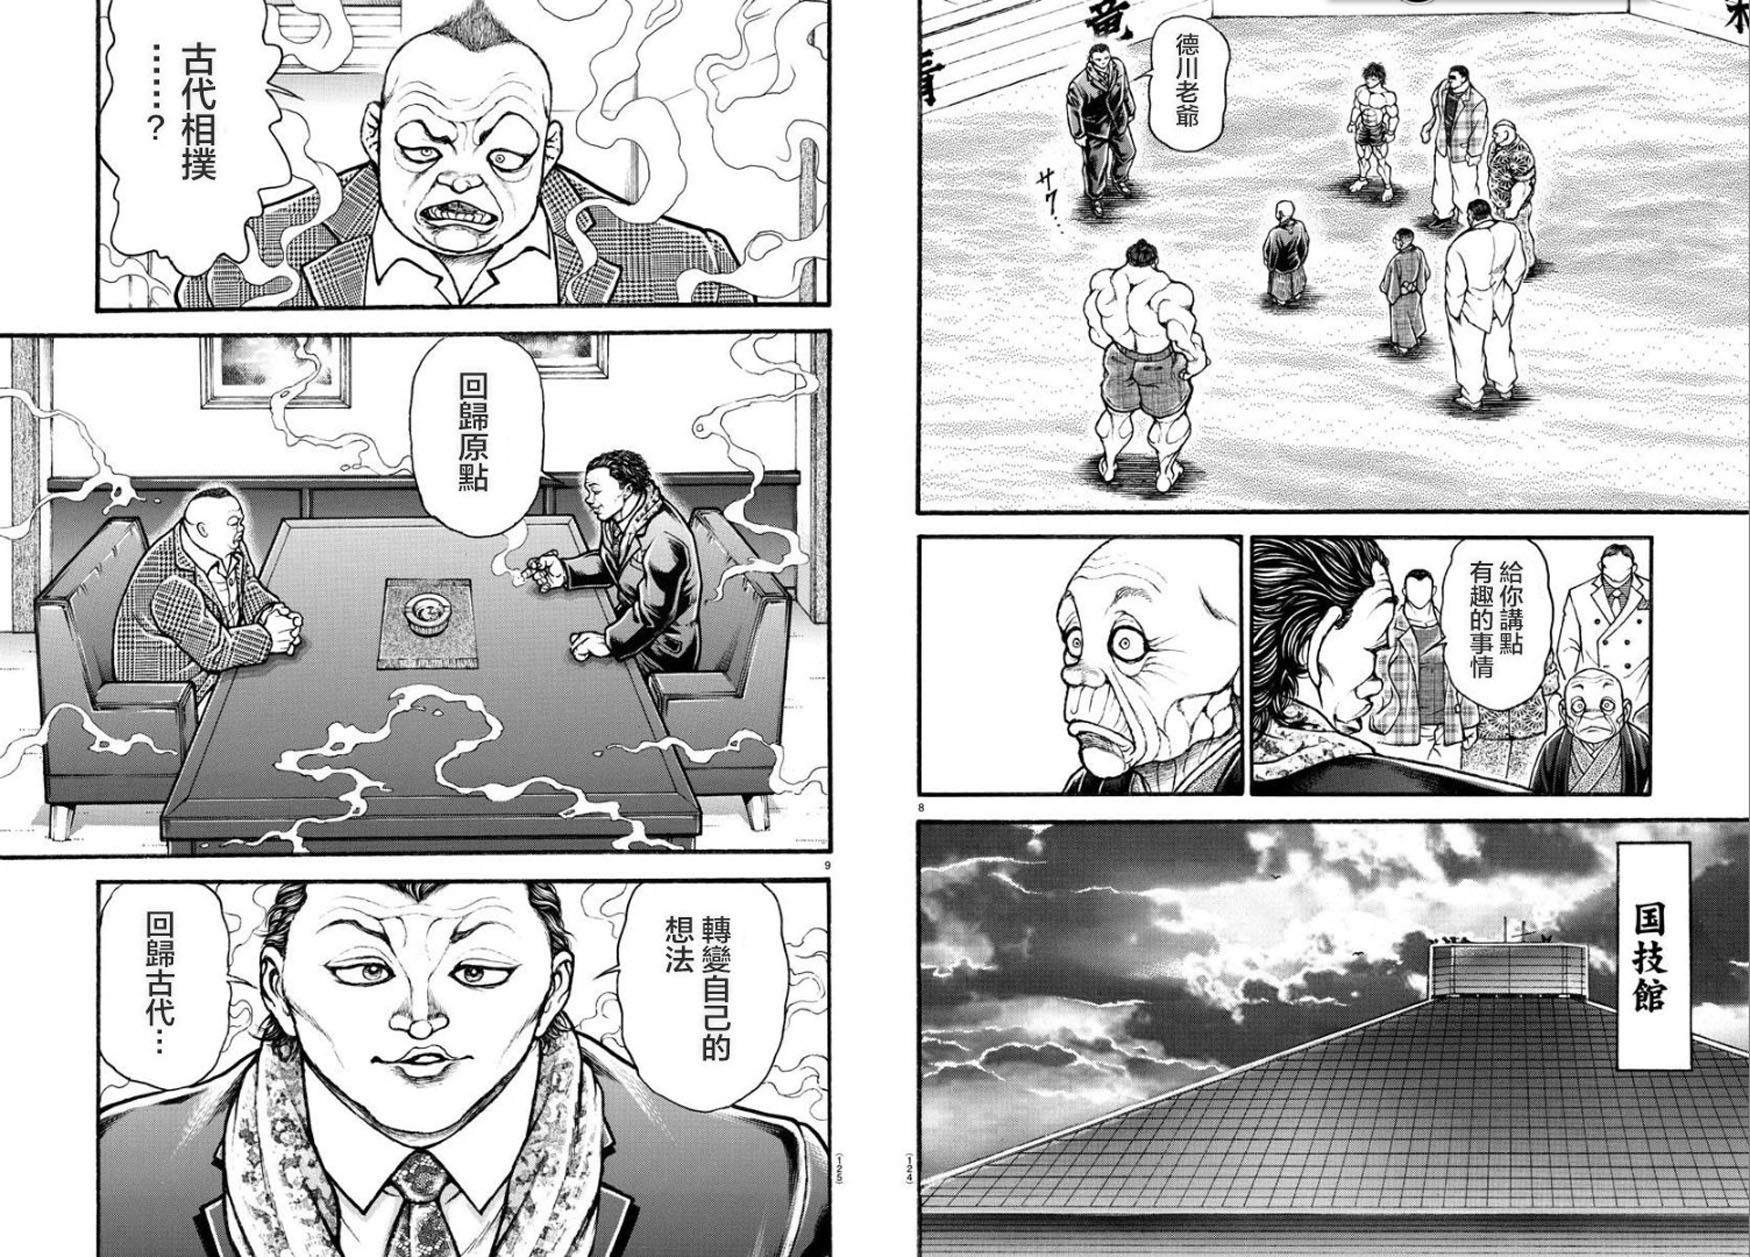 德川老爺
サク…
給你講點
有趣的事情
8
国技館
(124)
古代相撲
……?
回歸原點
9
轉變自己的
想法
回歸古代…
(125)